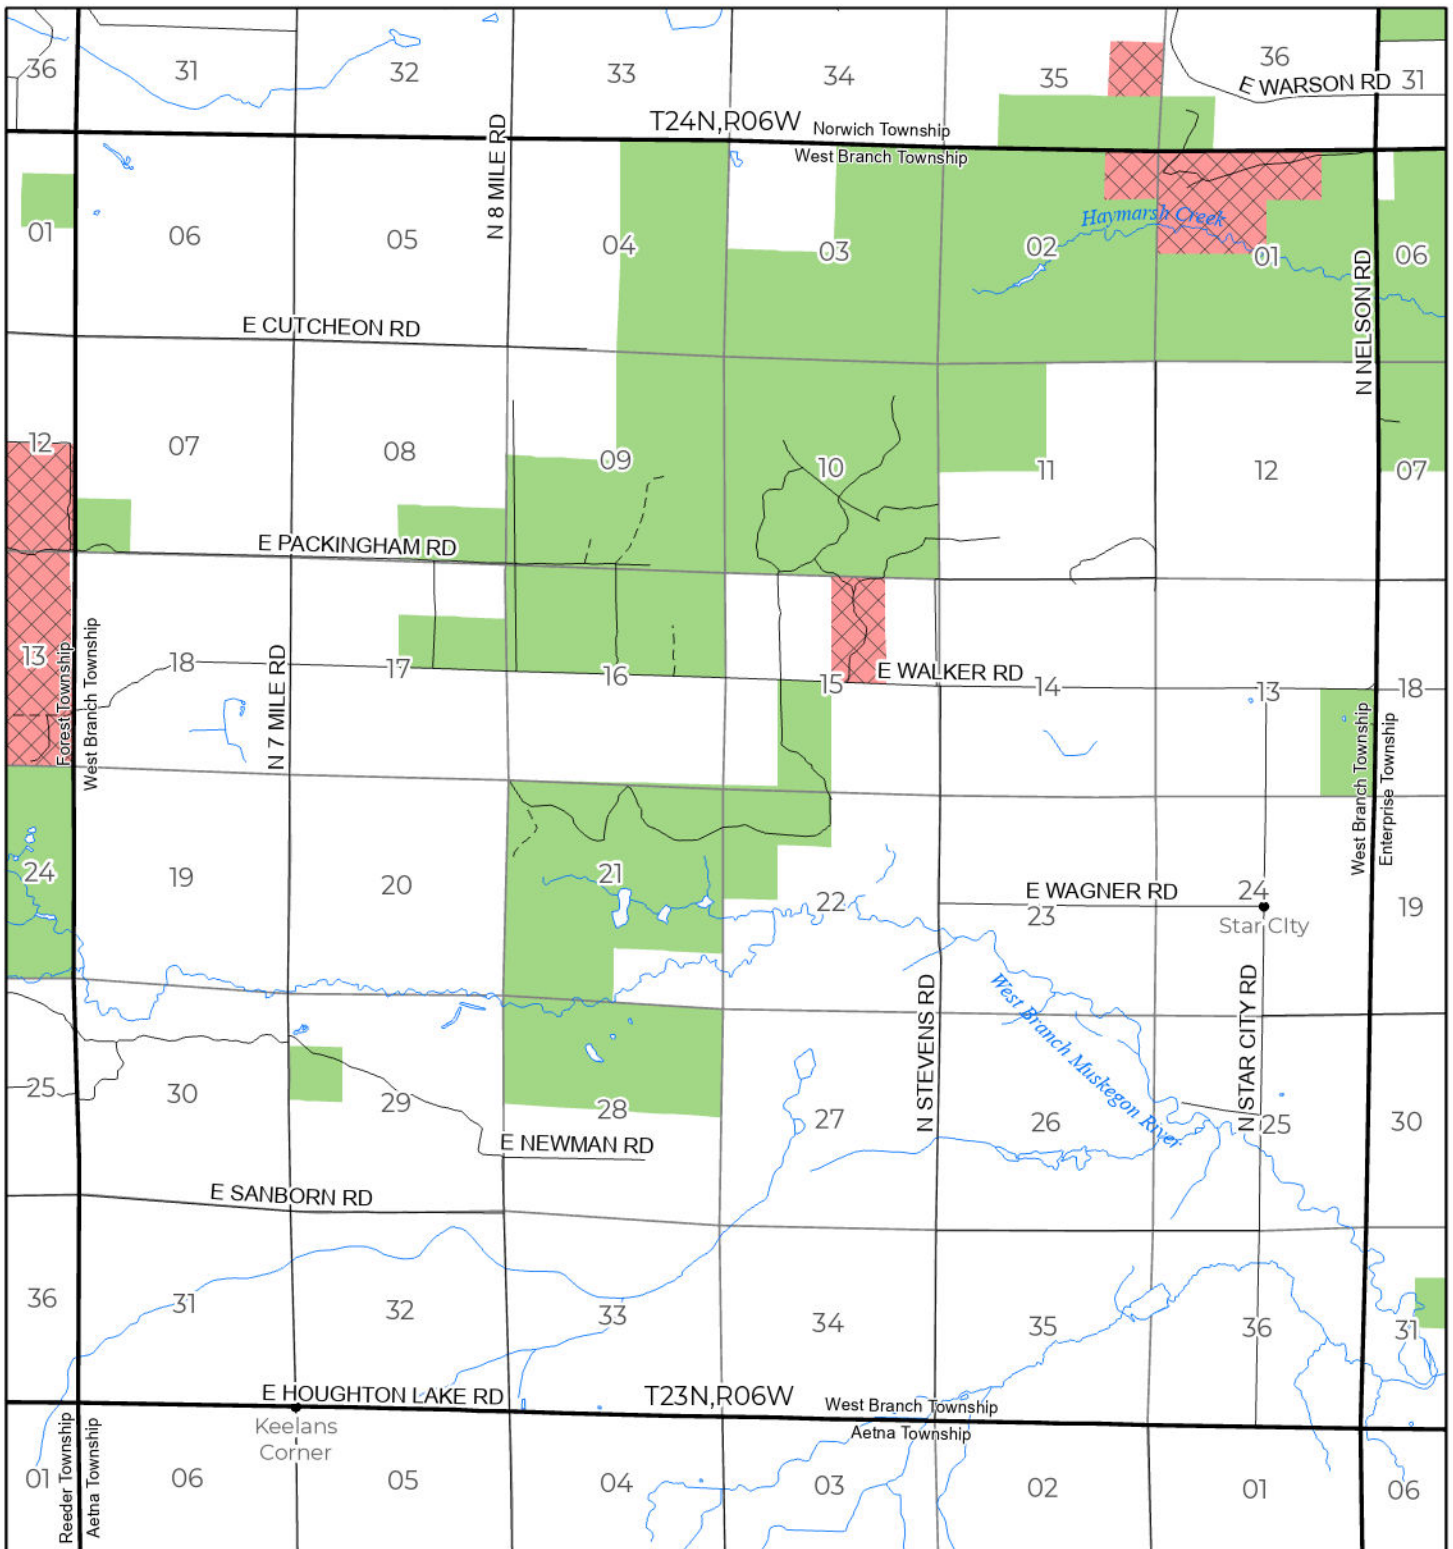 36
31
32
33
34
35
36
E WARSON RD
31
T24N,R06W
Norwich Township
West Branch Township
N 8 MILE RD
01
06
05
04
03
02
Haymarsh Creek
01
N NELSON RD
06
E CUTCHEON RD
12
07
08
09
10
11
12
07
E PACKINGHAM RD
13
Forest Township
West Branch Township
18
N 7 MILE RD
17
16
15
E WALKER RD
14
13
18
West Branch Township
Enterprise Township
24
19
20
21
22
E WAGNER RD
23
24
Star CIty
19
West Branch Muskegon River
N STEVENS RD
N STAR CITY RD
25
30
29
28
27
26
25
30
E NEWMAN RD
E SANBORN RD
36
31
32
33
34
35
36
31
E HOUGHTON LAKE RD
T23N,R06W
West Branch Township
Aetna Township
Keelans
Corner
Reeder Township
Aetna Township
01
06
05
04
03
02
01
06